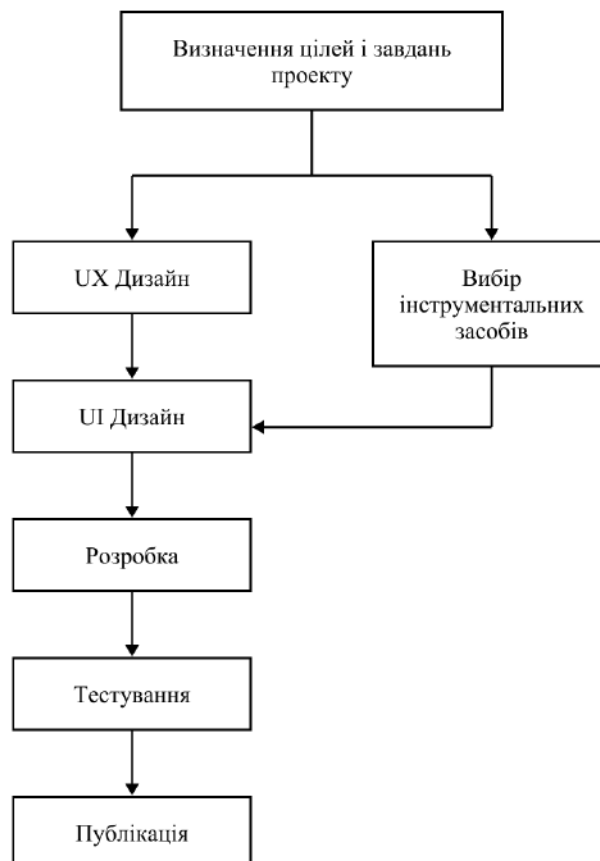 Визначення цілей і завдань
проекту
UX Дизайн
Вибір
інструментальних
засобів
UI Дизайн
Розробка
Тестування
Публікація